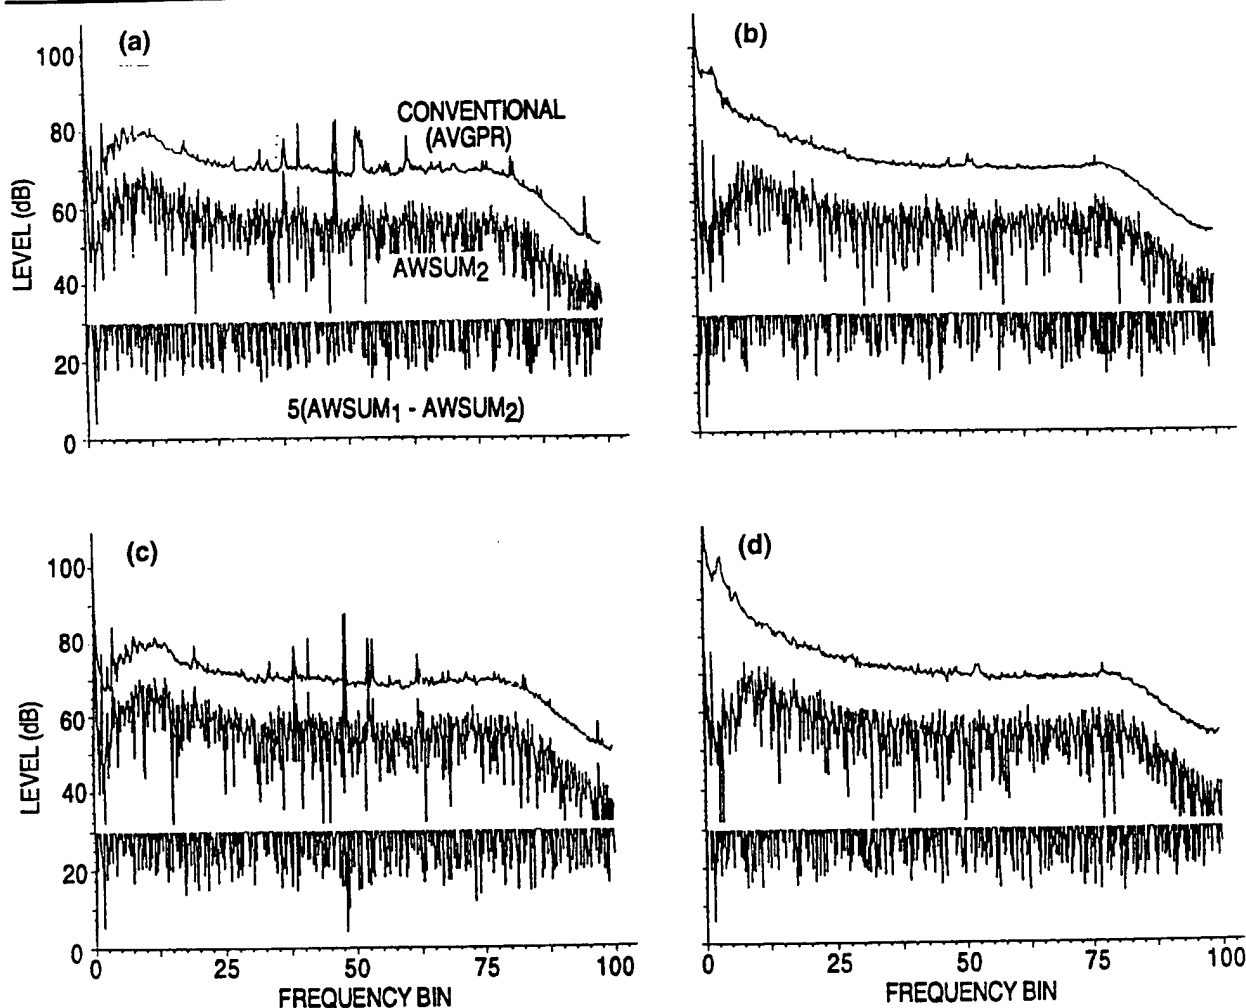 (a)
(b)
100
80
60
40
20
0
LEVEL (dB)
CONVENTIONAL
(AVGPR)
AWSUM2
5(AWSUM1 - AWSUM2)
(c)
(d)
100
80
60
40
20
0
LEVEL (dB)
0 25 50 75 100
FREQUENCY BIN
0 25 50 75 100
FREQUENCY BIN